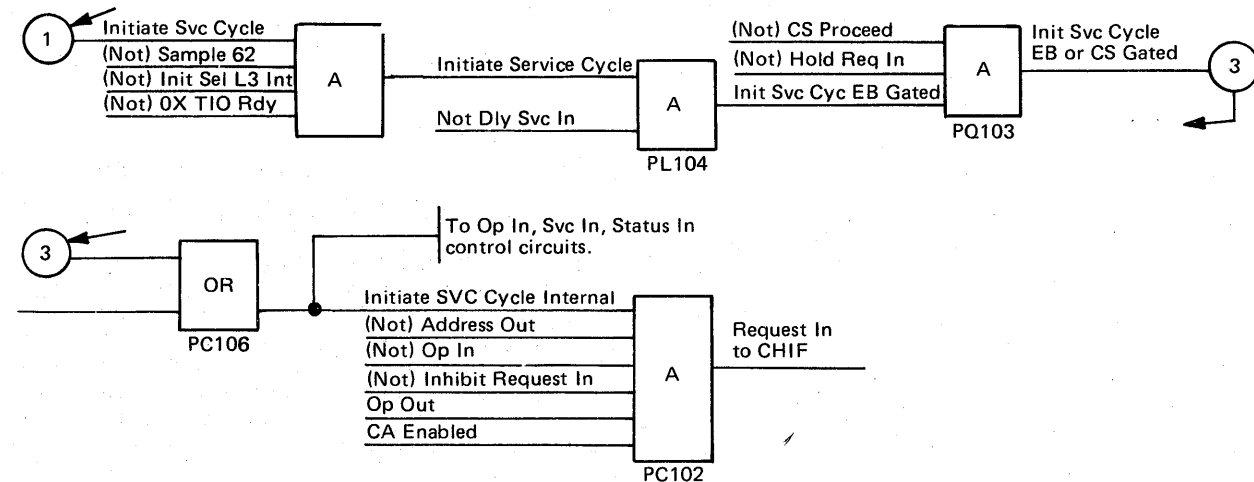 1
Initiate Svc Cycle
(Not) Sample 62
(Not) Init Sel L3 Int
(Not) 0X TIO Rdy
A
Initiate Service Cycle
Not Dly Svc In
A
PL104
(Not) CS Proceed
(Not) Hold Req In
Init Svc Cyc EB Gated
A
PQ103
Init Svc Cycle
EB or CS Gated
3
3
OR
PC106
To Op In, Svc In, Status In
control circuits.
Initiate SVC Cycle Internal
(Not) Address Out
(Not) Op In
(Not) Inhibit Request In
Op Out
CA Enabled
A
PC102
Request In
to CHIF